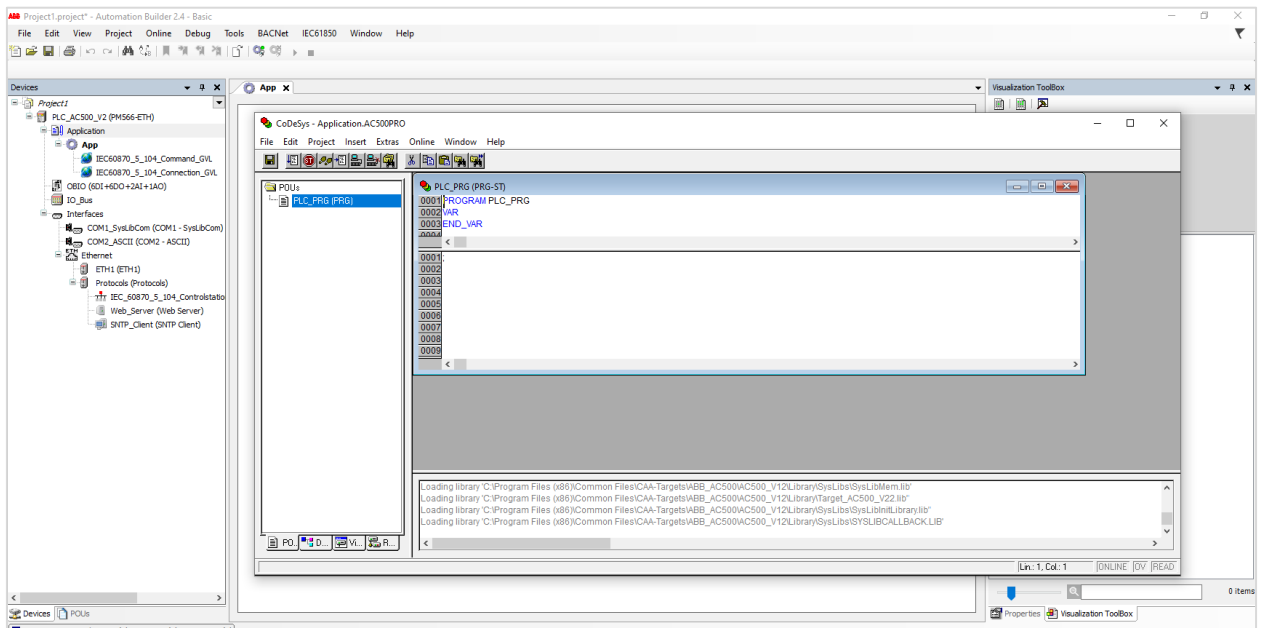 ABB Project1.project* - Automation Builder 2.4 - Basic
File Edit View Project Online Debug Tools BACNet IEC61850 Window Help
Devices
App
Visualization ToolBox
Project1
PLC_AC500_V2 (PM566-ETH)
Application
App
IEC60870_5_104_Command_GVL
IEC60870_5_104_Connection_GVL
OBIO (6DI+6DO+2AI+1AO)
IO_Bus
Interfaces
COM1_SysLibCom (COM1 - SysLibCom)
COM2_ASCII (COM2 - ASCII)
Ethernet
ETH1 (ETH1)
Protocols (Protocols)
IEC_60870_5_104_Controlstatio
Web_Server (Web Server)
SNTP_Client (SNTP Client)
CoDeSys - Application.AC500PRO
File Edit Project Insert Extras Online Window Help
POUs
PLC_PRG (PRG)
PLC_PRG (PRG-ST)
0001 PROGRAM PLC_PRG
0002 VAR
0003 END_VAR
0004
0001 ;
0002
0003
0004
0005
0006
0007
0008
0009
Loading library 'C:\Program Files (x86)\Common Files\CAA-Targets\ABB_AC500\AC500_V12\Library\SysLibs\SysLibMem.lib'
Loading library 'C:\Program Files (x86)\Common Files\CAA-Targets\ABB_AC500\AC500_V12\Library\Target_AC500_V22.lib'
Loading library 'C:\Program Files (x86)\Common Files\CAA-Targets\ABB_AC500\AC500_V12\Library\SysLibs\SysLibInitLibrary.lib'
Loading library 'C:\Program Files (x86)\Common Files\CAA-Targets\ABB_AC500\AC500_V12\Library\SysLibs\SYSLIBCALLBACK.LIB'
PO... D... Vi... R...
Lin.: 1, Col.: 1 ONLINE OV READ
0 items
Devices POUs
Properties Visualization ToolBox